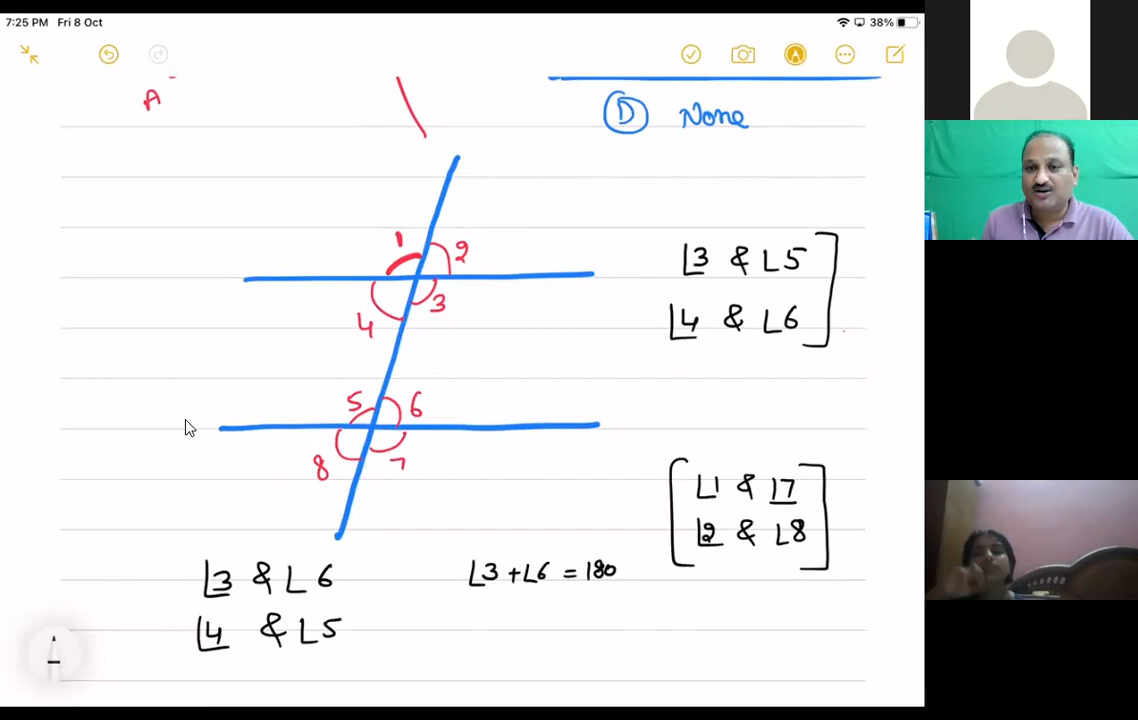 7:25 PM Fri 8 Oct
38%
A
D None
1
2
3
4
∠3 & ∠5
∠4 & ∠6
5
6
7
8
∠1 & ∠7
∠2 & ∠8
∠3 & ∠6
∠3 + ∠6 = 180
∠4 & ∠5